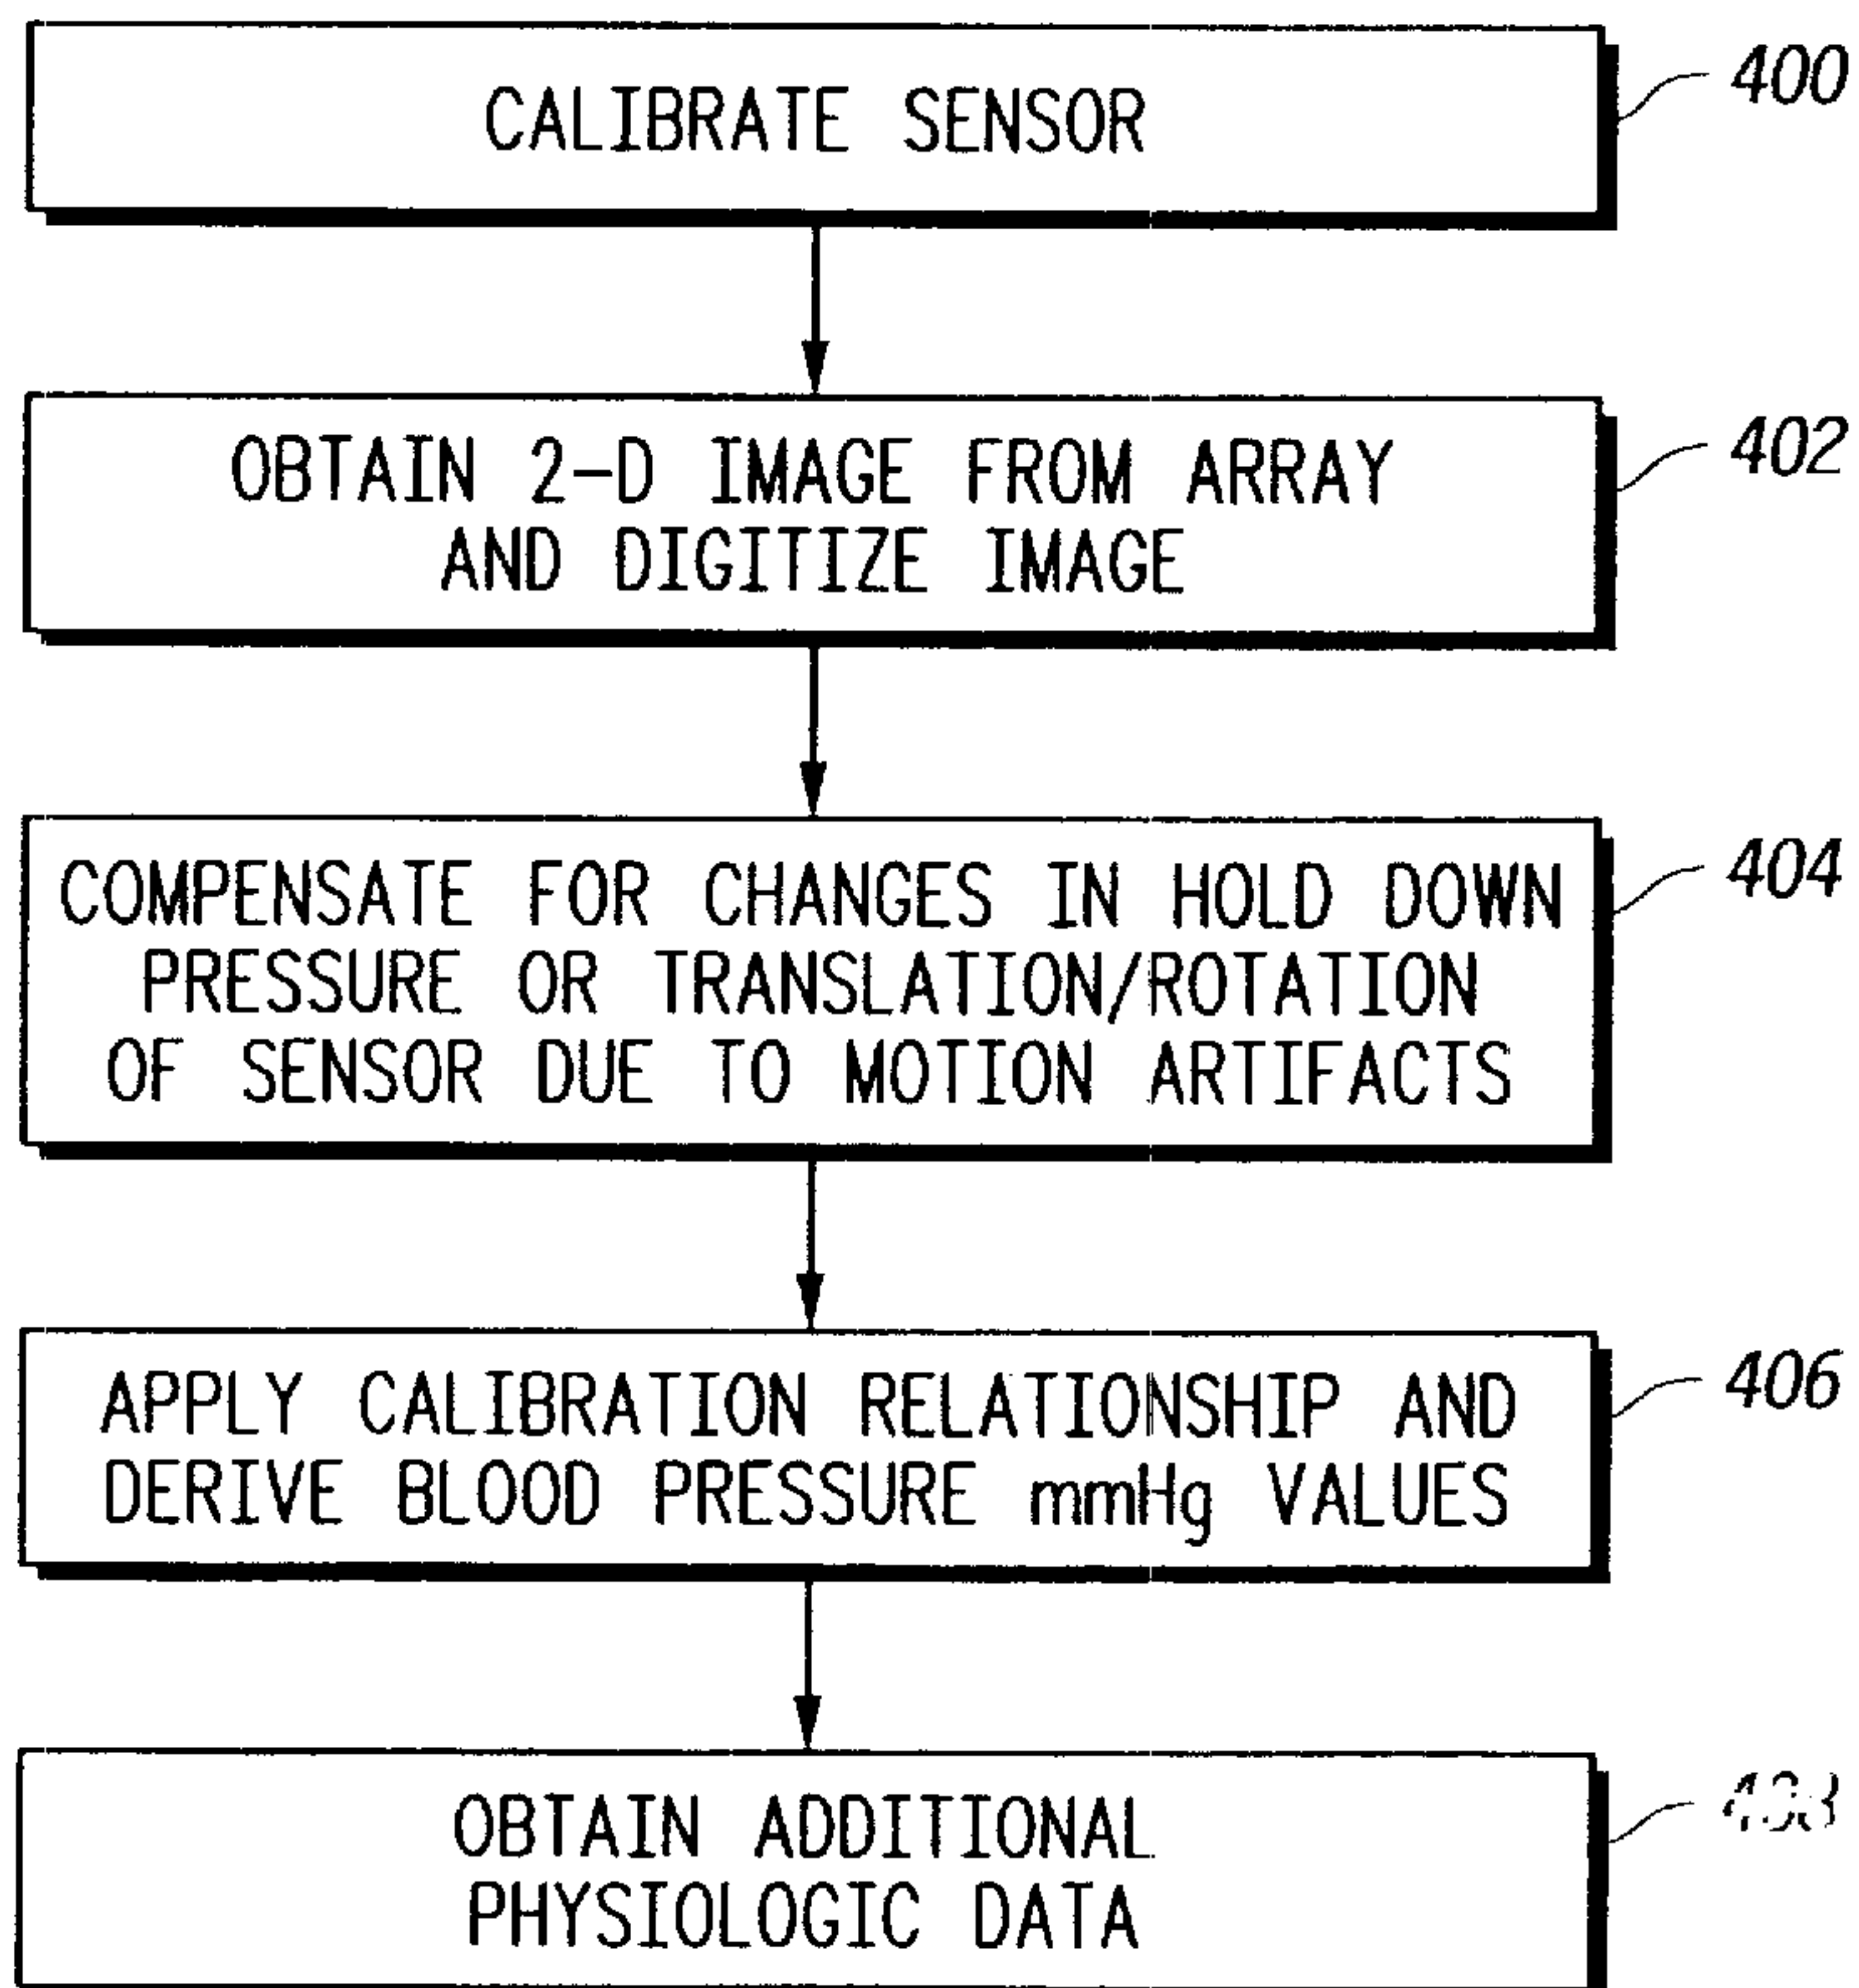 CALIBRATE SENSOR
400
OBTAIN 2-D IMAGE FROM ARRAY
AND DIGITIZE IMAGE
402
COMPENSATE FOR CHANGES IN HOLD DOWN
PRESSURE OR TRANSLATION/ROTATION
OF SENSOR DUE TO MOTION ARTIFACTS
404
APPLY CALIBRATION RELATIONSHIP AND
DERIVE BLOOD PRESSURE mmHg VALUES
406
OBTAIN ADDITIONAL
PHYSIOLOGIC DATA